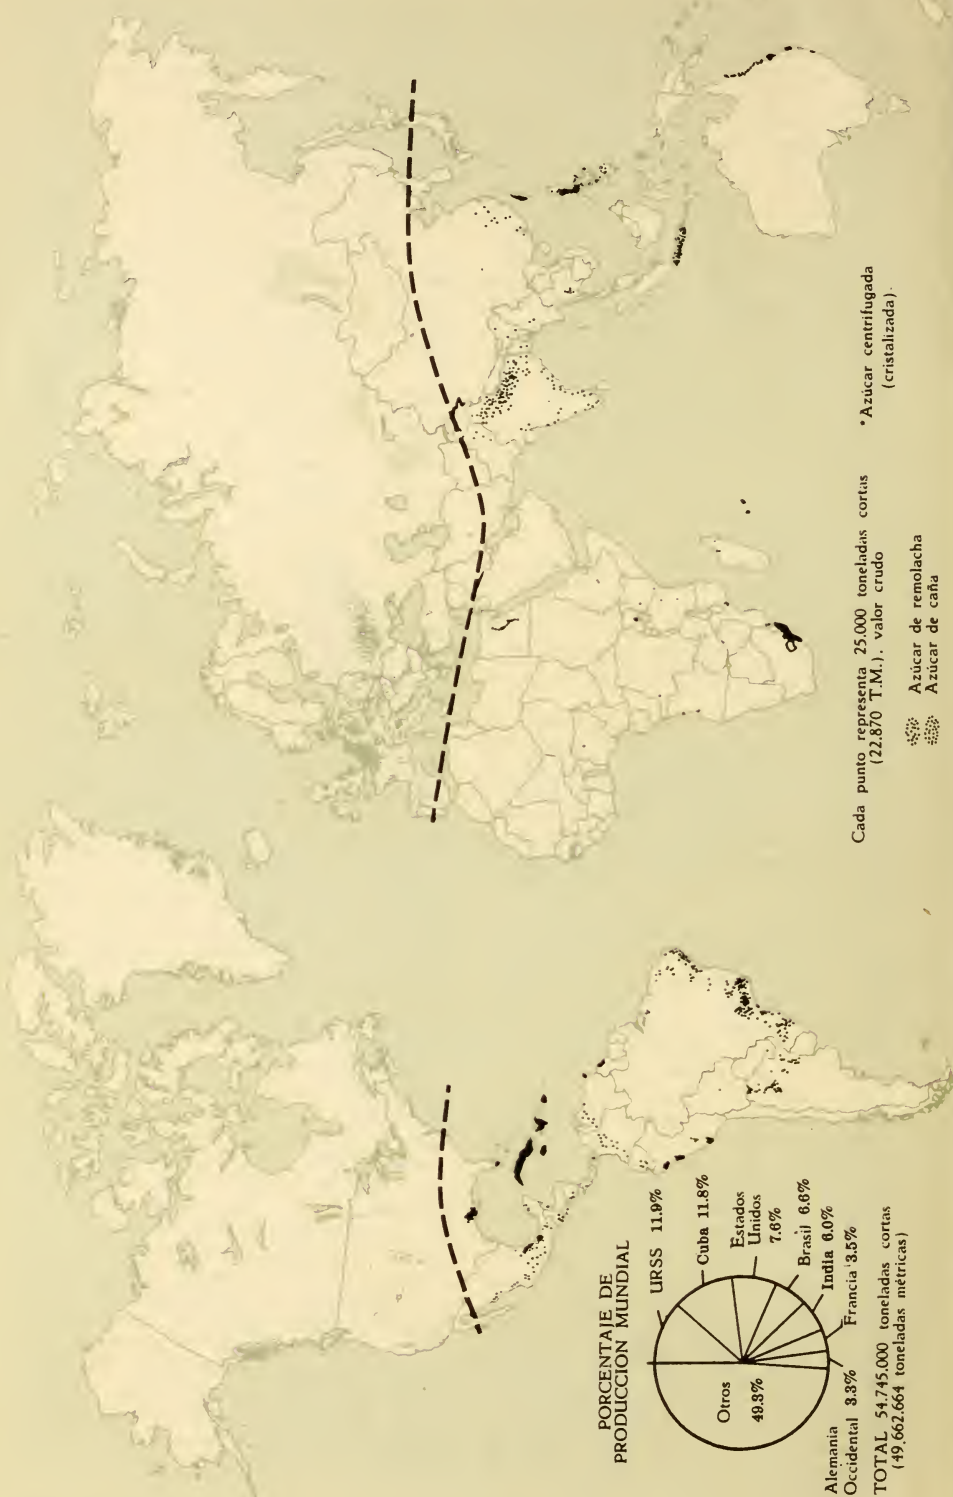 PORCENTAJE DE
PRODUCCION MUNDIAL
URSS 11.9%
Cuba 11.8%
Estados
Unidos
7.6%
Brasil 6.6%
India 6.0%
Francia 3.5%
Alemania
Occidental 3.3%
Otros
49.3%
TOTAL 54.745.000 toneladas cortas
(49.662.664 toneladas métricas)
Cada punto representa 25.000 toneladas cortas
(22.870 T.M.). valor crudo
Azúcar de remolacha
Azúcar de caña
*Azúcar centrifugada
(cristalizada).